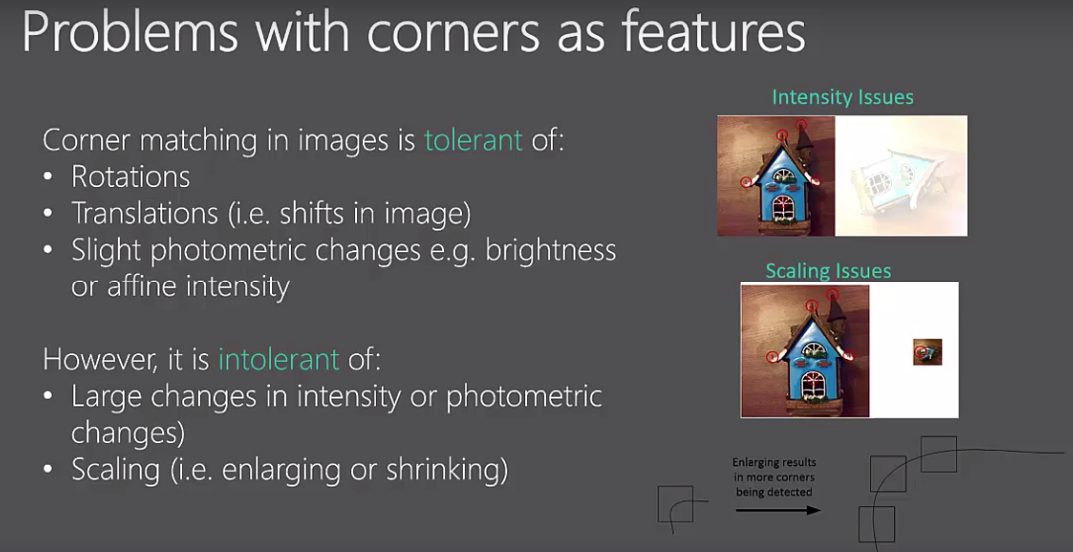 Problems with corners as features
Corner matching in images is tolerant of:
• Rotations
• Translations (i.e. shifts in image)
• Slight photometric changes e.g. brightness
or affine intensity
However, it is intolerant of:
• Large changes in intensity or photometric
changes)
• Scaling (i.e. enlarging or shrinking)
Intensity Issues
Scaling Issues
Enlarging results
in more corners
being detected